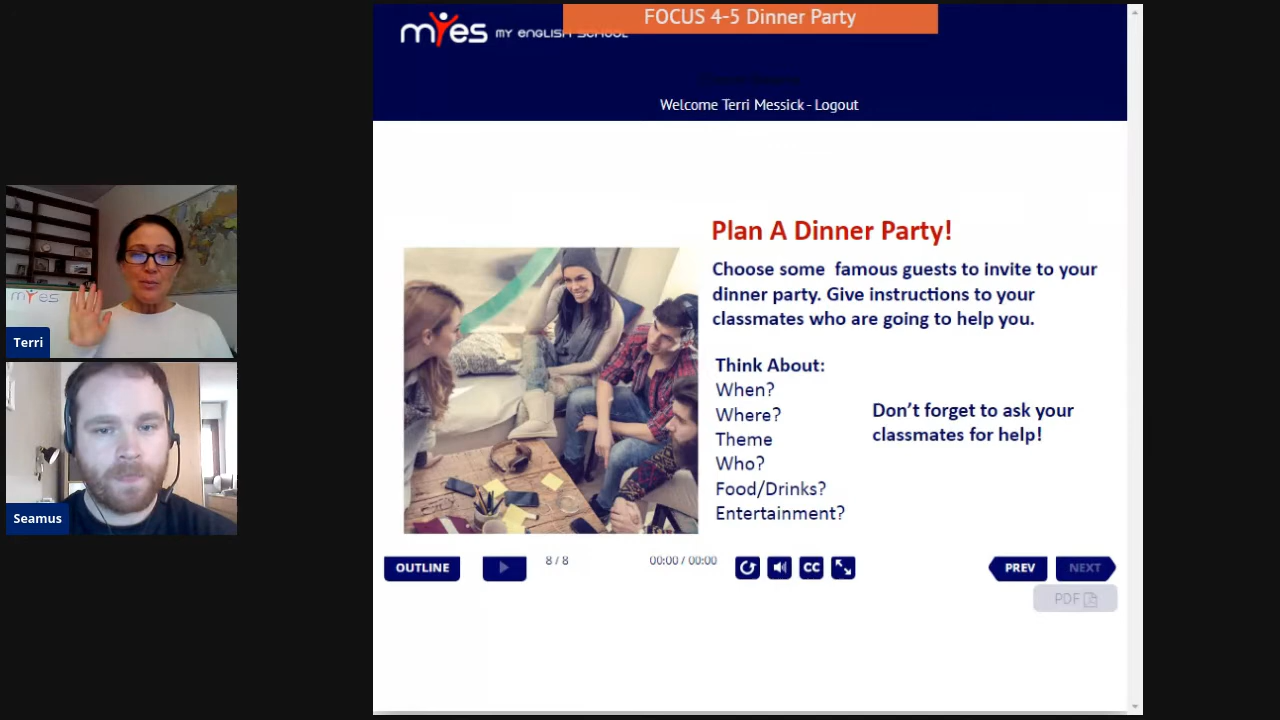 FOCUS 4-5 Dinner Party
mYes MY ENGLISH SCHOOL
Welcome Terri Messick - Logout
Plan A Dinner Party!
Choose some famous guests to invite to your
dinner party. Give instructions to your
classmates who are going to help you.
Think About:
When?
Where?
Theme
Who?
Food/Drinks?
Entertainment?
Don't forget to ask your
classmates for help!
OUTLINE
8 / 8
00:00 / 00:00
CC
PREV
NEXT
PDF
mYes
Terri
Seamus